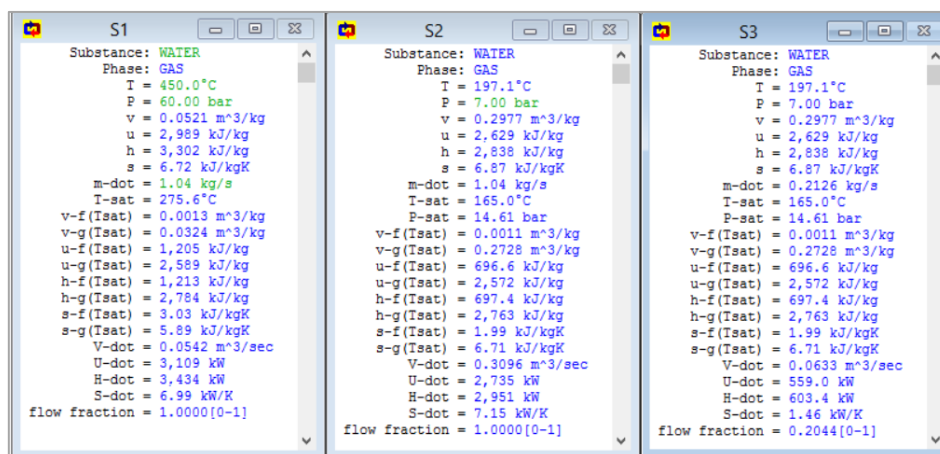 S1
Substance: WATER
Phase: GAS
T = 450.0°C
P = 60.00 bar
v = 0.0521 m^3/kg
u = 2,989 kJ/kg
h = 3,302 kJ/kg
s = 6.72 kJ/kgK
m-dot = 1.04 kg/s
T-sat = 275.6°C
v-f(Tsat) = 0.0013 m^3/kg
v-g(Tsat) = 0.0324 m^3/kg
u-f(Tsat) = 1,205 kJ/kg
u-g(Tsat) = 2,589 kJ/kg
h-f(Tsat) = 1,213 kJ/kg
h-g(Tsat) = 2,784 kJ/kg
s-f(Tsat) = 3.03 kJ/kgK
s-g(Tsat) = 5.89 kJ/kgK
V-dot = 0.0542 m^3/sec
U-dot = 3,109 kW
H-dot = 3,434 kW
S-dot = 6.99 kW/K
flow fraction = 1.0000[0-1]
S2
Substance: WATER
Phase: GAS
T = 197.1°C
P = 7.00 bar
v = 0.2977 m^3/kg
u = 2,629 kJ/kg
h = 2,838 kJ/kg
s = 6.87 kJ/kgK
m-dot = 1.04 kg/s
T-sat = 165.0°C
P-sat = 14.61 bar
v-f(Tsat) = 0.0011 m^3/kg
v-g(Tsat) = 0.2728 m^3/kg
u-f(Tsat) = 696.6 kJ/kg
u-g(Tsat) = 2,572 kJ/kg
h-f(Tsat) = 697.4 kJ/kg
h-g(Tsat) = 2,763 kJ/kg
s-f(Tsat) = 1.99 kJ/kgK
s-g(Tsat) = 6.71 kJ/kgK
V-dot = 0.3096 m^3/sec
U-dot = 2,735 kW
H-dot = 2,951 kW
S-dot = 7.15 kW/K
flow fraction = 1.0000[0-1]
S3
Substance: WATER
Phase: GAS
T = 197.1°C
P = 7.00 bar
v = 0.2977 m^3/kg
u = 2,629 kJ/kg
h = 2,838 kJ/kg
s = 6.87 kJ/kgK
m-dot = 0.2126 kg/s
T-sat = 165.0°C
P-sat = 14.61 bar
v-f(Tsat) = 0.0011 m^3/kg
v-g(Tsat) = 0.2728 m^3/kg
u-f(Tsat) = 696.6 kJ/kg
u-g(Tsat) = 2,572 kJ/kg
h-f(Tsat) = 697.4 kJ/kg
h-g(Tsat) = 2,763 kJ/kg
s-f(Tsat) = 1.99 kJ/kgK
s-g(Tsat) = 6.71 kJ/kgK
V-dot = 0.0633 m^3/sec
U-dot = 559.0 kW
H-dot = 603.4 kW
S-dot = 1.46 kW/K
flow fraction = 0.2044[0-1]